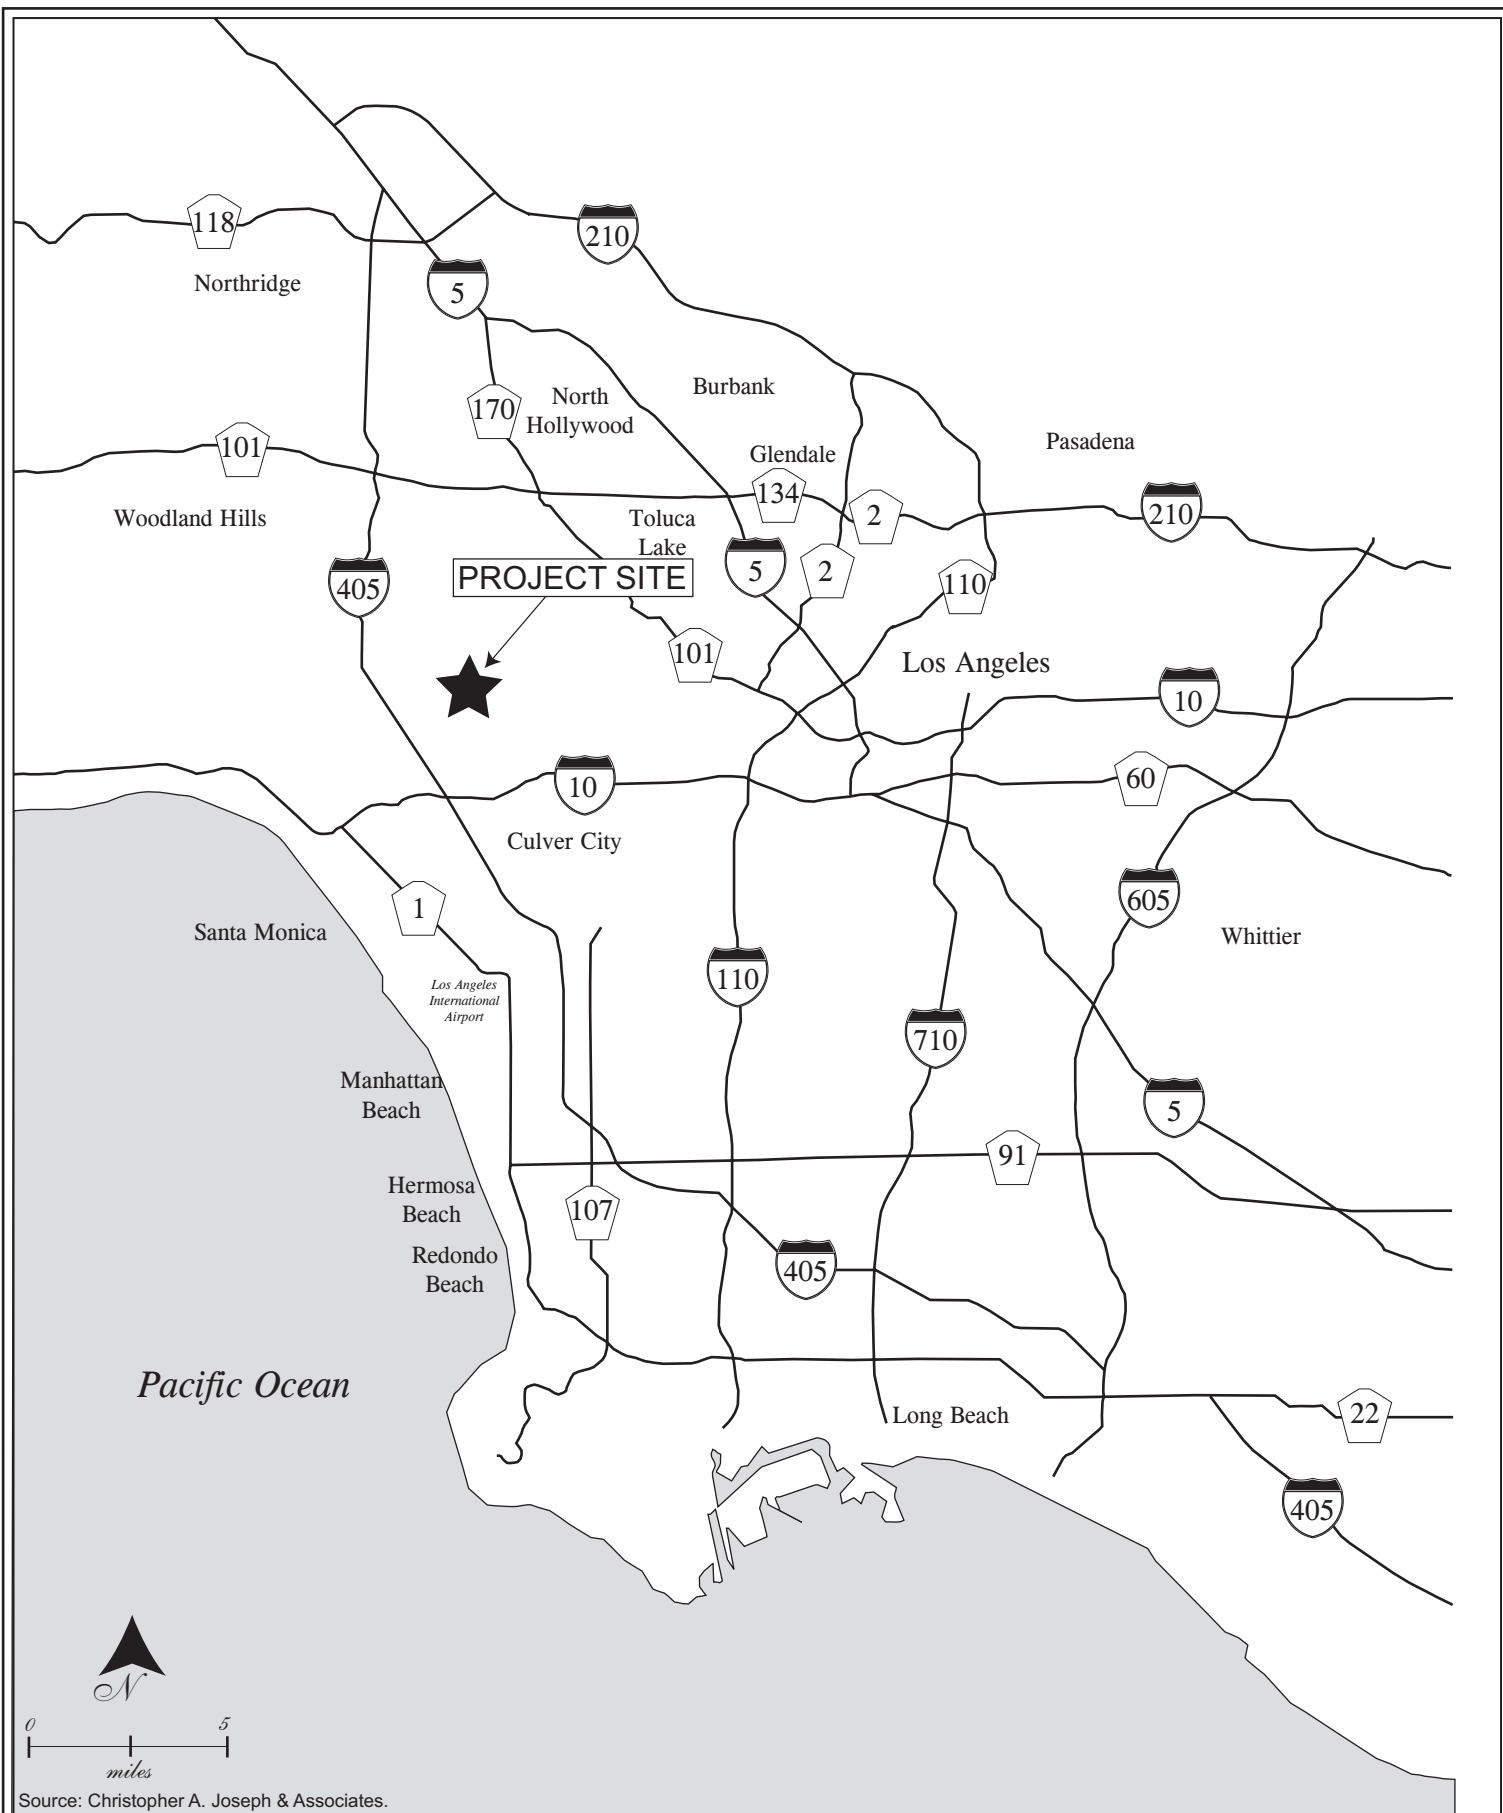 118
210
Northridge
5
Burbank
North
Hollywood
170
Pasadena
101
Glendale
134
Woodland Hills
2
210
Toluca
Lake
405
PROJECT SITE
5
2
110
101
Los Angeles
10
10
60
Culver City
605
1
Santa Monica
Whittier
Los Angeles
International
Airport
110
710
Manhattan
Beach
5
91
Hermosa
Beach
107
Redondo
Beach
405
Pacific Ocean
Long Beach
22
405
N
0 5
miles
Source: Christopher A. Joseph & Associates.